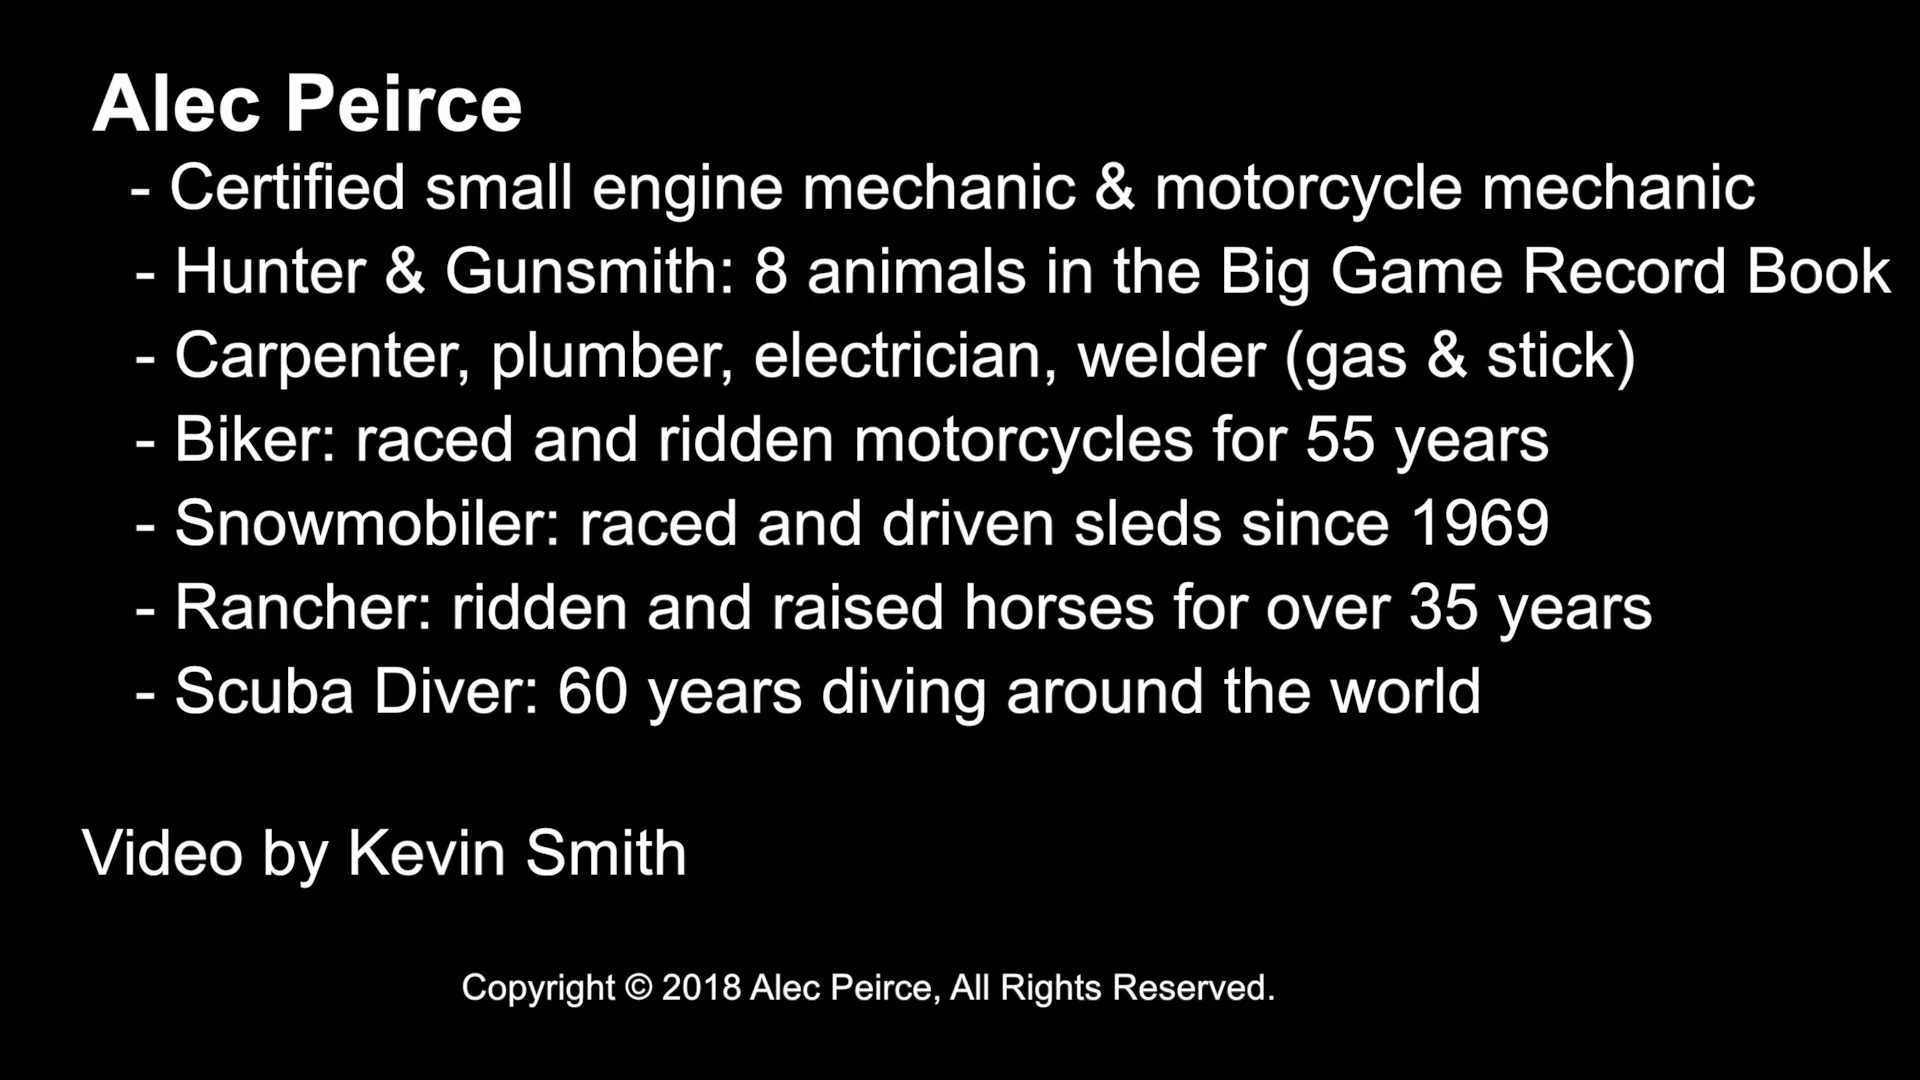 Alec Peirce
- Certified small engine mechanic & motorcycle mechanic
- Hunter & Gunsmith: 8 animals in the Big Game Record Book
- Carpenter, plumber, electrician, welder (gas & stick)
- Biker: raced and ridden motorcycles for 55 years
- Snowmobiler: raced and driven sleds since 1969
- Rancher: ridden and raised horses for over 35 years
- Scuba Diver: 60 years diving around the world
Video by Kevin Smith
Copyright © 2018 Alec Peirce, All Rights Reserved.